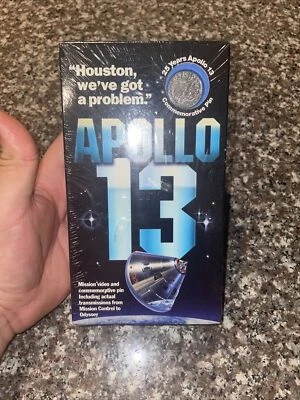 "Houston,
we've got
a problem."
25 Years Apollo 13
Commemorative Pin
APOLLO
13
Mission video and
commemorative pin
Including actual
transmissions from
Mission Control to
Odyssey